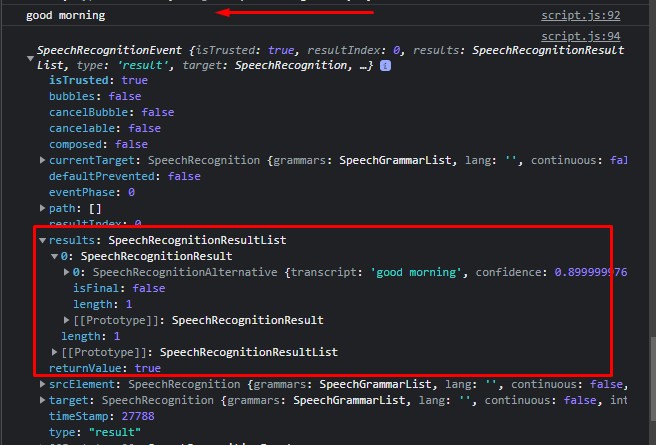 good morning script.js:92
script.js:94
SpeechRecognitionEvent {isTrusted: true, resultIndex: 0, results: SpeechRecognitionResult
List, type: 'result', target: SpeechRecognition, …} i
isTrusted: true
bubbles: false
cancelBubble: false
cancelable: false
composed: false
currentTarget: SpeechRecognition {grammars: SpeechGrammarList, lang: '', continuous: fal
defaultPrevented: false
eventPhase: 0
path: []
resultIndex: 0
results: SpeechRecognitionResultList
0: SpeechRecognitionResult
0: SpeechRecognitionAlternative {transcript: 'good morning', confidence: 0.899999976
isFinal: false
length: 1
[[Prototype]]: SpeechRecognitionResult
length: 1
[[Prototype]]: SpeechRecognitionResultList
returnValue: true
srcElement: SpeechRecognition {grammars: SpeechGrammarList, lang: '', continuous: false,
target: SpeechRecognition {grammars: SpeechGrammarList, lang: '', continuous: false, int
timeStamp: 27788
type: "result"